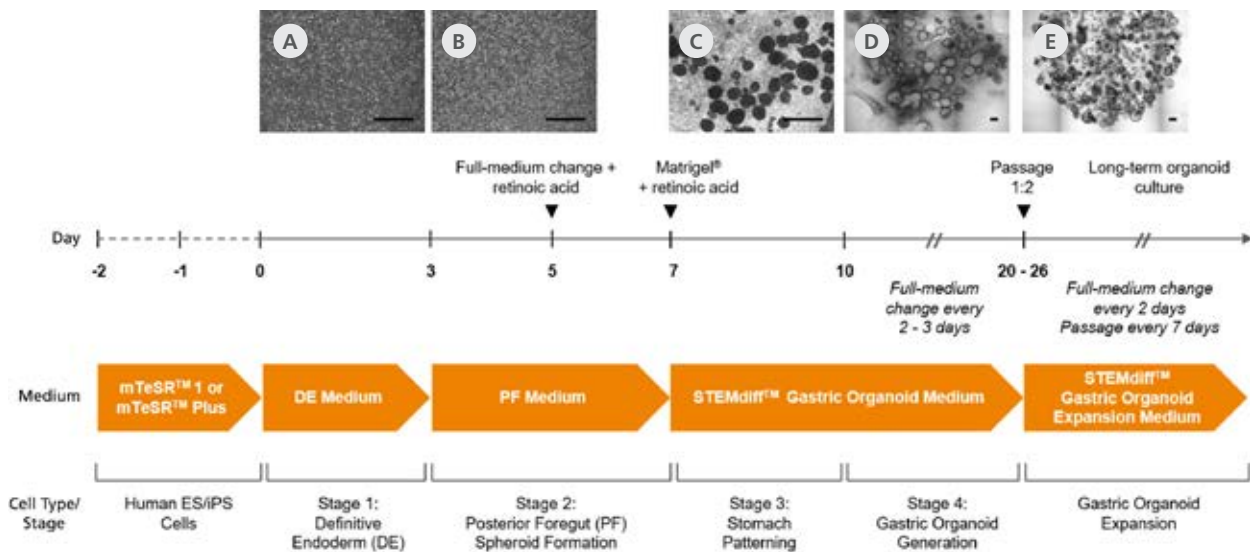 A
B
C
D
E
Full-medium change +
retinoic acid
Matrigel®
+ retinoic acid
Passage
1:2
Long-term organoid
culture
Day
-2
-1
0
3
5
7
10
20 - 26
Full-medium
change every
2 - 3 days
Full-medium change
every 2 days
Passage every 7 days
Medium
mTeSR™ 1 or
mTeSR™ Plus
DE Medium
PF Medium
STEMdiff™ Gastric Organoid Medium
STEMdiff™
Gastric Organoid
Expansion Medium
Cell Type/
Stage
Human ES/iPS
Cells
Stage 1:
Definitive
Endoderm (DE)
Stage 2:
Posterior Foregut (PF)
Spheroid Formation
Stage 3:
Stomach
Patterning
Stage 4:
Gastric Organoid
Generation
Gastric Organoid
Expansion